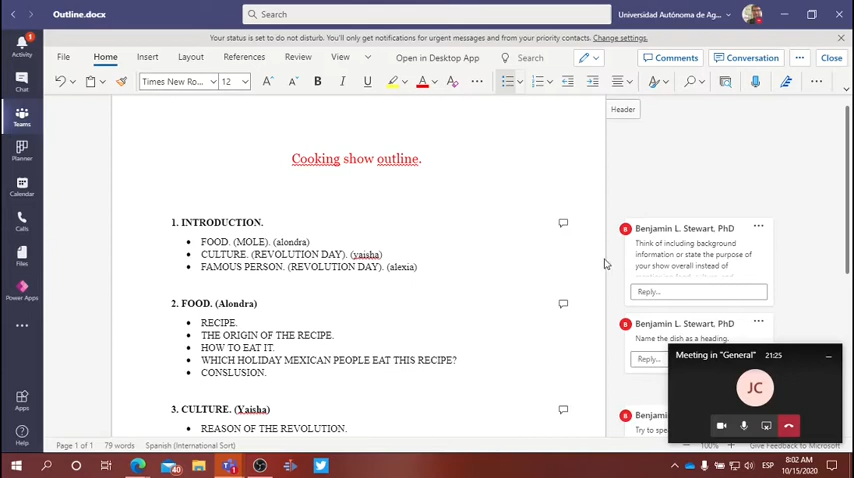 Outline.docx
Search
Universidad Autónoma de Ag...
Your status is set to do not disturb. You'll only get notifications for urgent messages and from your priority contacts. Change settings.
1
Activity
Chat
Teams
Planner
Calendar
Calls
Files
Power Apps
Apps
Help
File Home Insert Layout References Review View Open in Desktop App Search Comments Conversation Close
Times New Ro... 12 B I U A
Header
Cooking show outline.
1. INTRODUCTION.
• FOOD. (MOLE). (alondra)
• CULTURE. (REVOLUTION DAY). (yaisha)
• FAMOUS PERSON. (REVOLUTION DAY). (alexia)
2. FOOD. (Alondra)
• RECIPE.
• THE ORIGIN OF THE RECIPE.
• HOW TO EAT IT.
• WHICH HOLIDAY MEXICAN PEOPLE EAT THIS RECIPE?
• CONSLUSION.
3. CULTURE. (Yaisha)
• REASON OF THE REVOLUTION.
B Benjamin L. Stewart, PhD
Think of including background
information or state the purpose of
your show overall instead of
Reply...
B Benjamin L. Stewart, PhD
Name the dish as a heading.
Reply...
B Benjamin
Try to spe
Meeting in "General" 21:25
JC
Page 1 of 1 79 words Spanish (International Sort) 100% Give Feedback to Microsoft
40
1
ESP
8:02 AM
10/15/2020